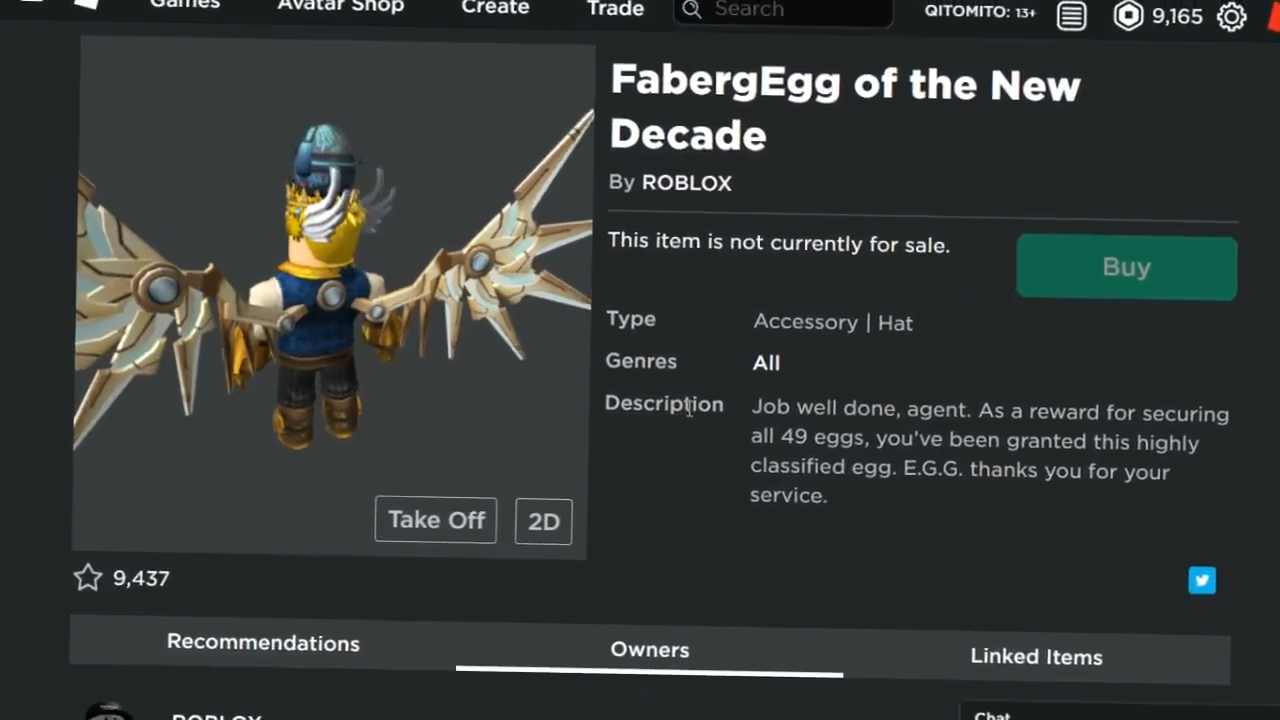 Games Avatar Shop Create Trade Search QITOMITO: 13+ 9,165
FabergEgg of the New
Decade
By ROBLOX
This item is not currently for sale.
Buy
Type Accessory | Hat
Genres All
Description Job well done, agent. As a reward for securing
all 49 eggs, you've been granted this highly
classified egg. E.G.G. thanks you for your
service.
Take Off 2D
9,437
Recommendations Owners Linked Items
ROBLOX
Chat